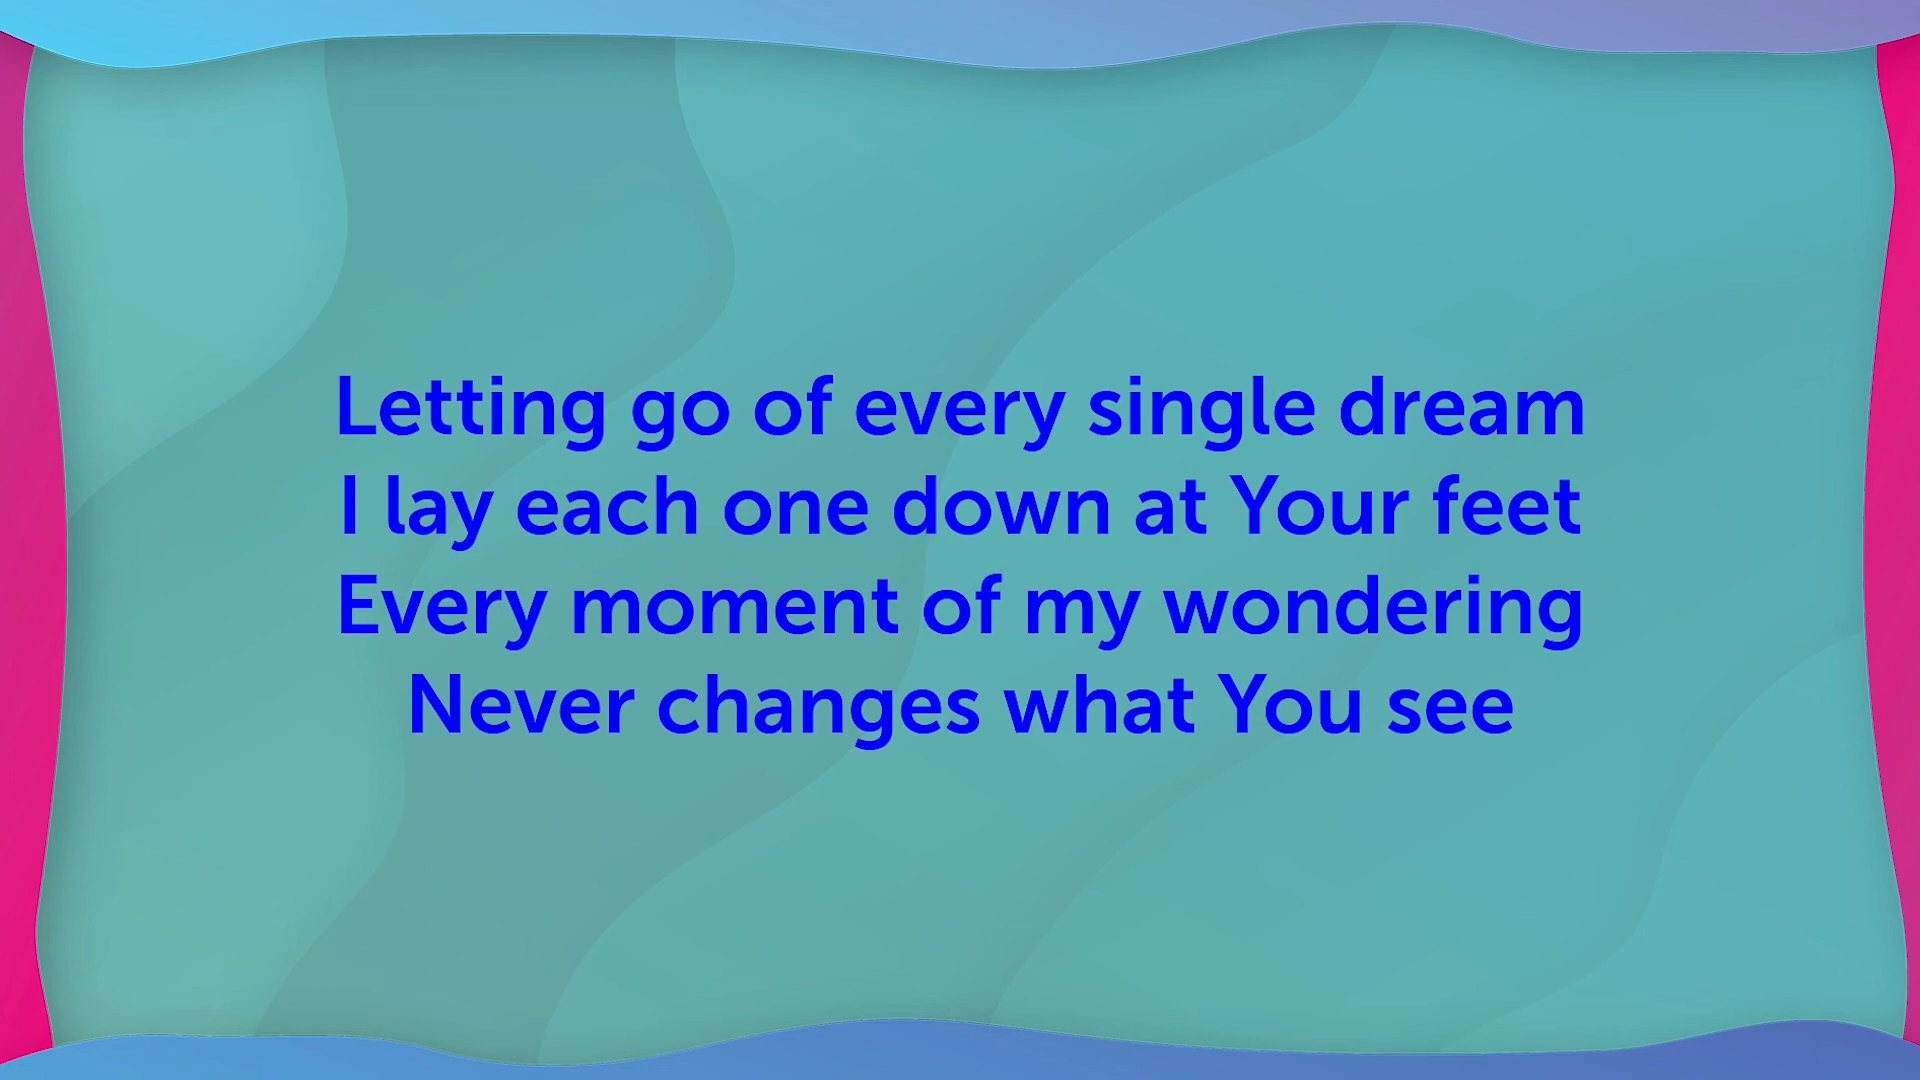 Letting go of every single dream
I lay each one down at Your feet
Every moment of my wondering
Never changes what You see